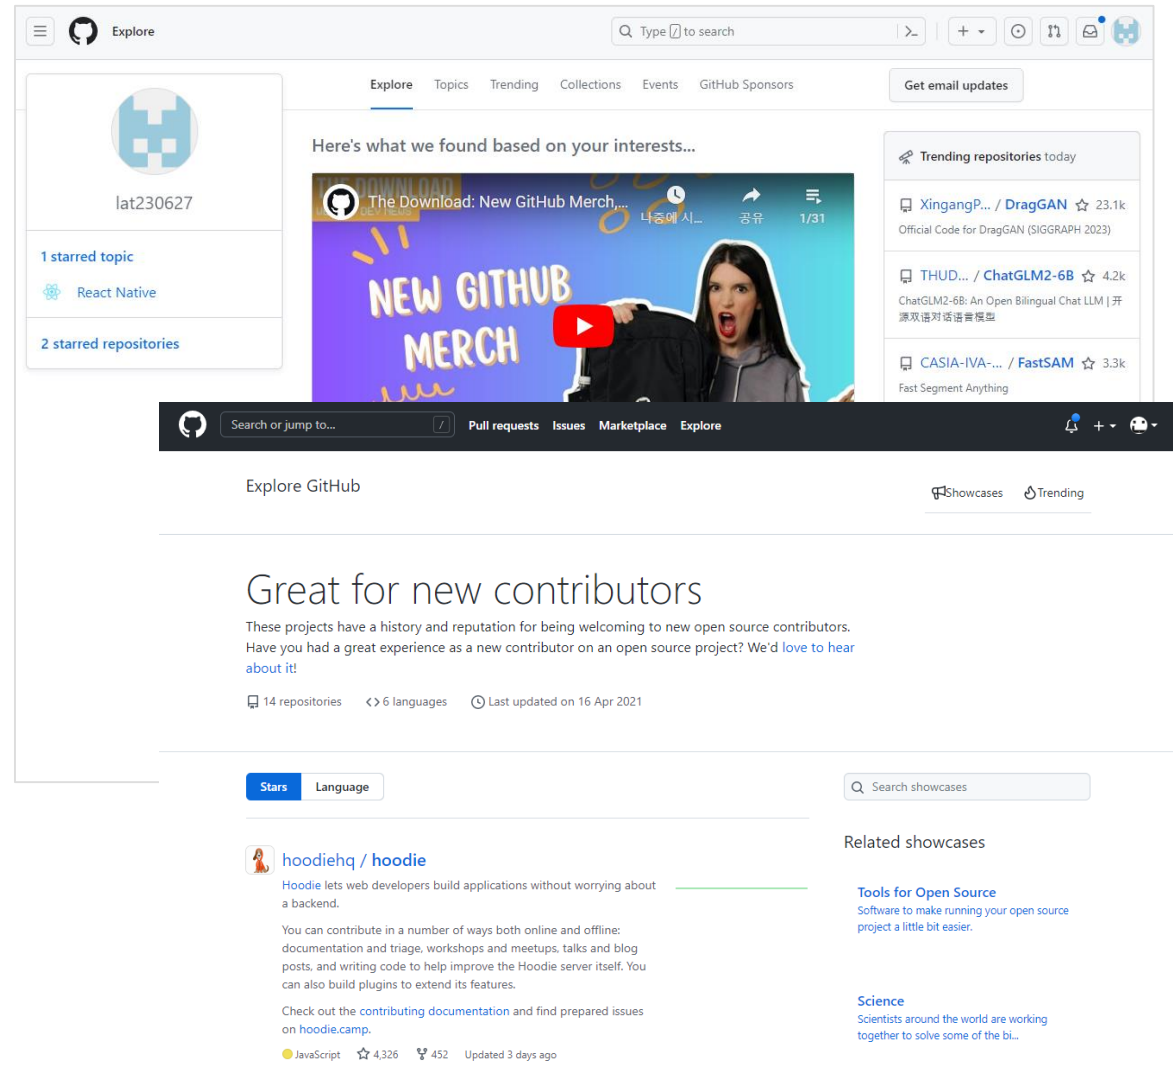 Explore
Type / to search
Explore Topics Trending Collections Events GitHub Sponsors
Get email updates
lat230627
1 starred topic
React Native
2 starred repositories
Here's what we found based on your interests...
THE DOWNLOAD
DEV NEWS
The Download: New GitHub Merch,...
나중에 시...
공유
1/31
NEW GITHUB
MERCH
Trending repositories today
XingangP... / DragGAN 23.1k
Official Code for DragGAN (SIGGRAPH 2023)
THUD... / ChatGLM2-6B 4.2k
ChatGLM2-6B: An Open Bilingual Chat LLM | 开
源双语对话语言模型
CASIA-IVA-... / FastSAM 3.3k
Fast Segment Anything
Search or jump to... /
Pull requests Issues Marketplace Explore
Explore GitHub
Showcases Trending
Great for new contributors
These projects have a history and reputation for being welcoming to new open source contributors.
Have you had a great experience as a new contributor on an open source project? We'd love to hear
about it!
14 repositories <> 6 languages Last updated on 16 Apr 2021
Stars Language
Search showcases
hoodiehq / hoodie
Hoodie lets web developers build applications without worrying about
a backend.
You can contribute in a number of ways both online and offline:
documentation and triage, workshops and meetups, talks and blog
posts, and writing code to help improve the Hoodie server itself. You
can also build plugins to extend its features.
Check out the contributing documentation and find prepared issues
on hoodie.camp.
JavaScript 4,326 452 Updated 3 days ago
Related showcases
Tools for Open Source
Software to make running your open source
project a little bit easier.
Science
Scientists around the world are working
together to solve some of the bi...